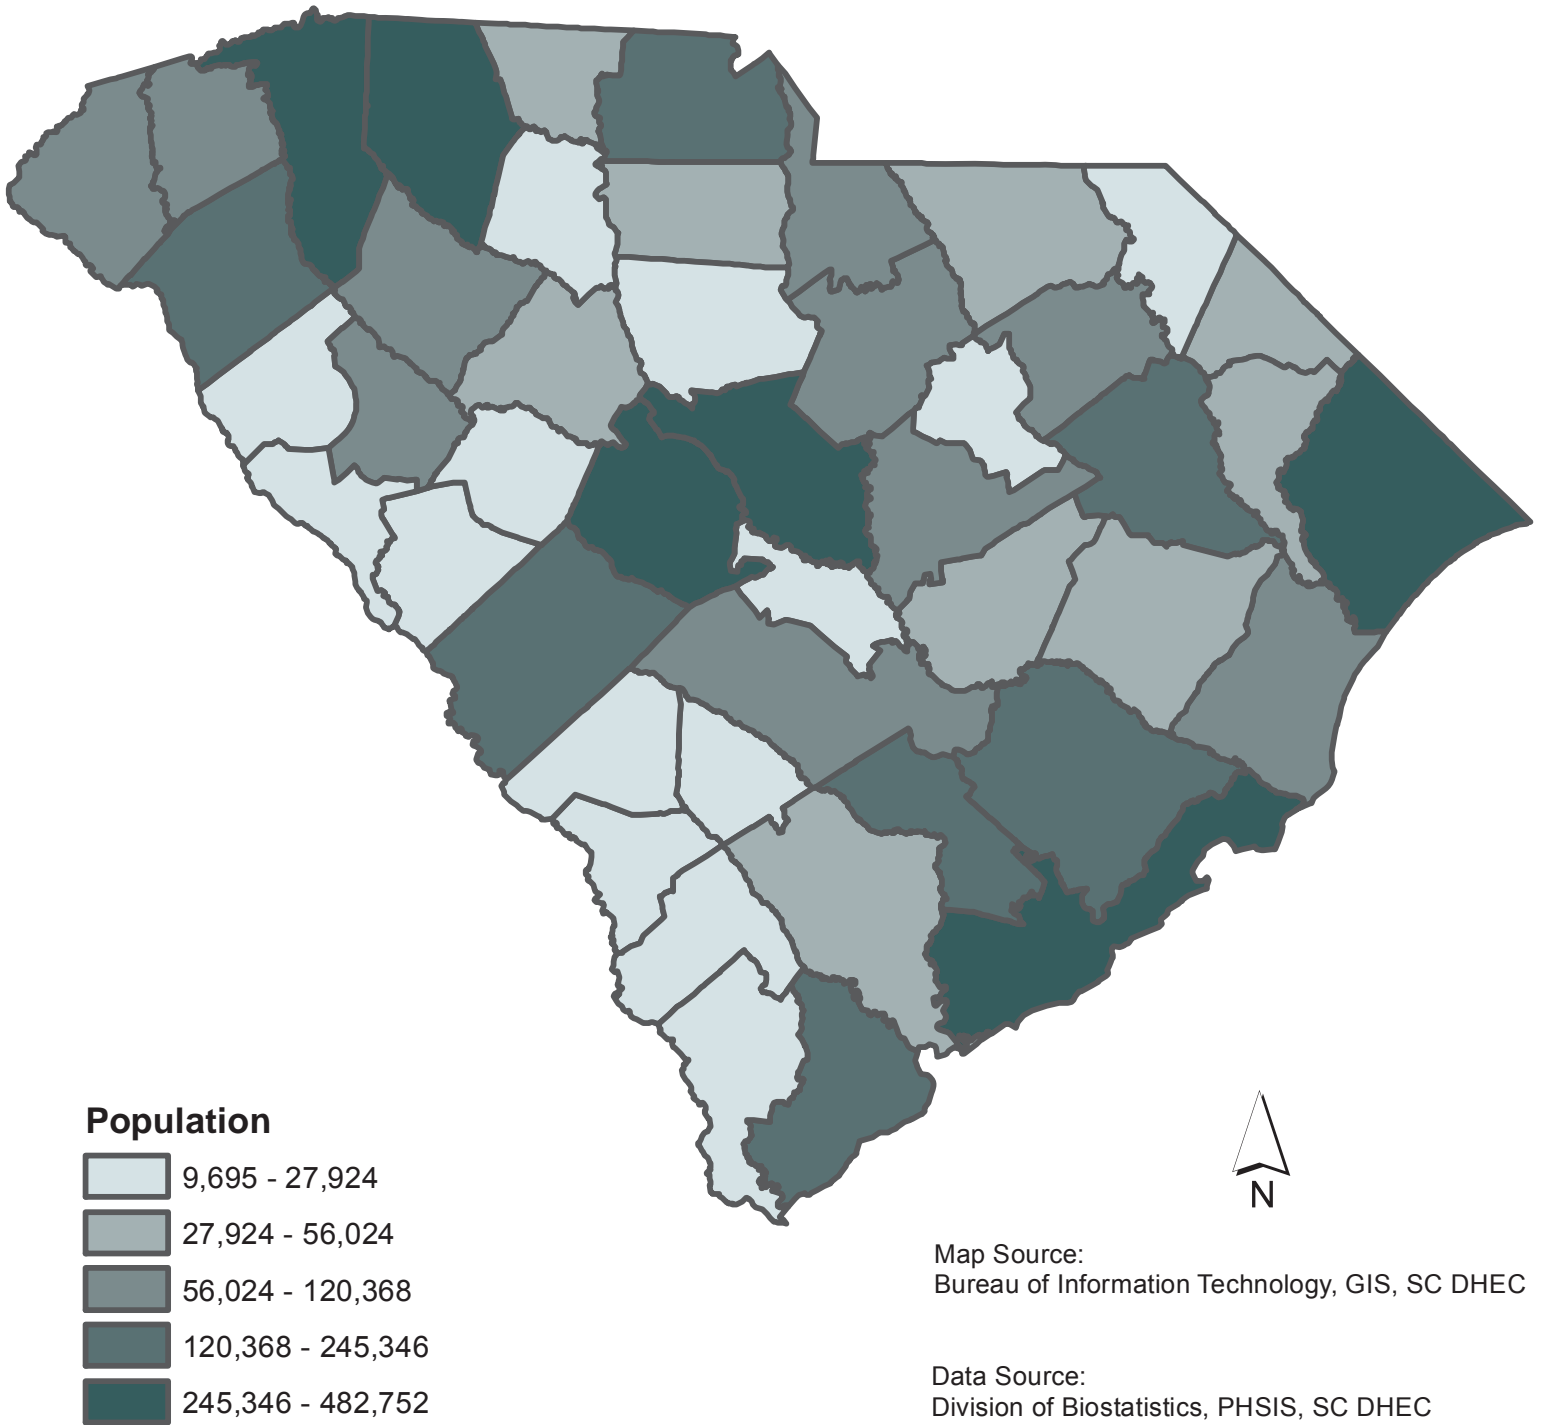 Population
9,695 - 27,924
27,924 - 56,024
56,024 - 120,368
120,368 - 245,346
245,346 - 482,752
N
Map Source:
Bureau of Information Technology, GIS, SC DHEC
Data Source:
Division of Biostatistics, PHSIS, SC DHEC